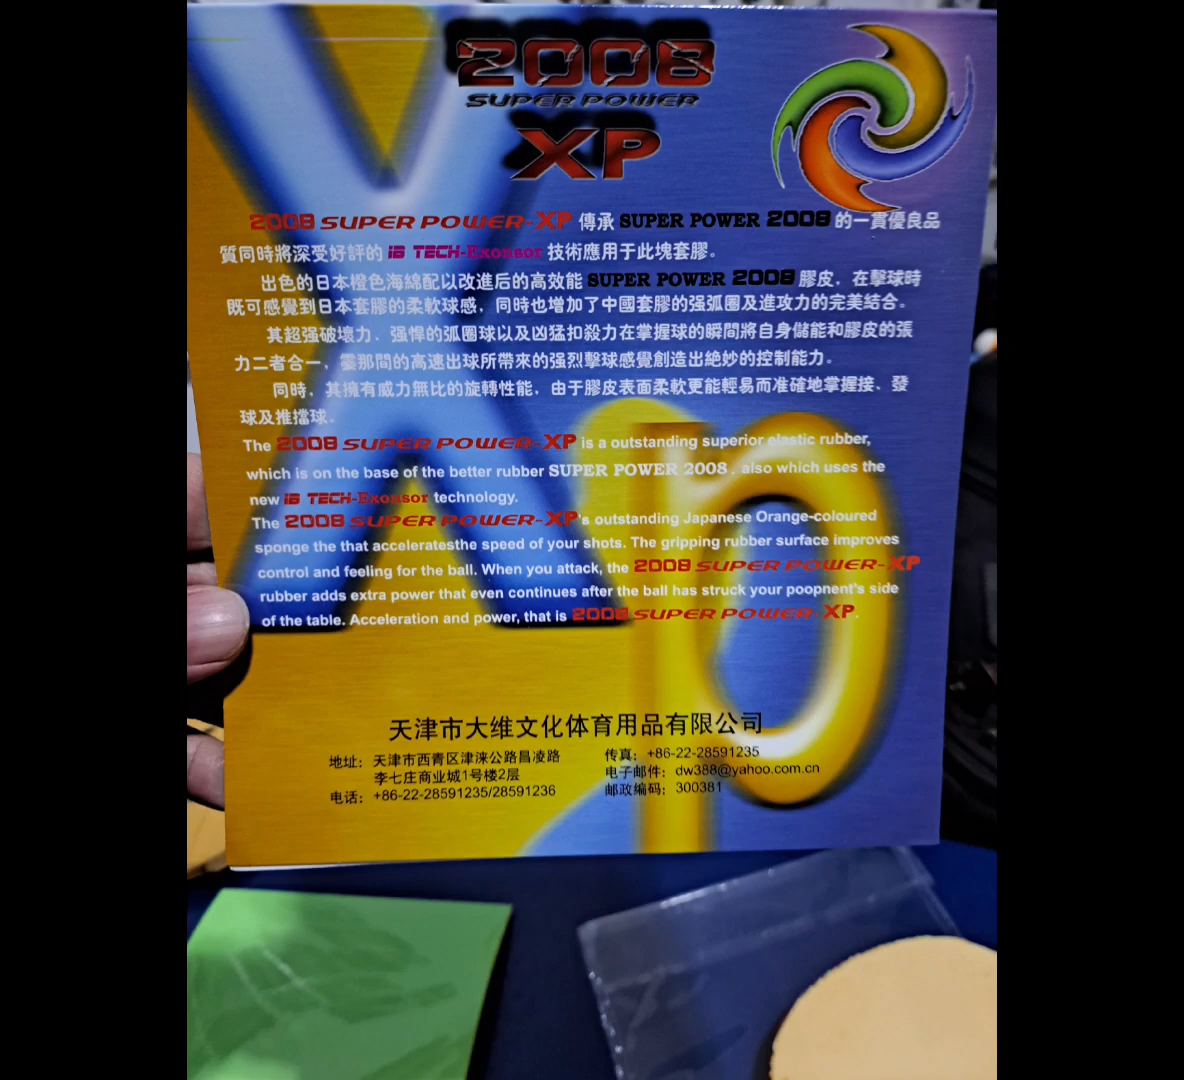 2008
SUPER POWER
XP
2008 SUPER POWER-XP 傳承 SUPER POWER 2008 的一貫優良品
質同時將深受好評的 iB TECH-Exonsor 技術應用于此塊套膠。
出色的日本橙色海綿配以改進后的高效能 SUPER POWER 2008 膠皮，在擊球時
既可感覺到日本套膠的柔軟球感，同時也增加了中國套膠的强弧圈及進攻力的完美結合。
其超强破壞力、强悍的弧圈球以及凶猛扣殺力在掌握球的瞬間將自身儲能和膠皮的張
力二者合一，霎那間的高速出球所帶來的强烈擊球感覺創造出絶妙的控制能力。
同時，其擁有威力無比的旋轉性能，由于膠皮表面柔軟更能輕易而准確地掌握接、發
球及推擋球。
The 2008 SUPER POWER-XP is a outstanding superior elastic rubber,
which is on the base of the better rubber SUPER POWER 2008 , also which uses the
new iB TECH-Exonsor technology.
The 2008 SUPER POWER-XP's outstanding Japanese Orange-coloured
sponge the that acceleratesthe speed of your shots. The gripping rubber surface improves
control and feeling for the ball. When you attack, the 2008 SUPER POWER-XP
rubber adds extra power that even continues after the ball has struck your poopnent's side
of the table. Acceleration and power, that is 2008 SUPER POWER-XP.
天津市大维文化体育用品有限公司
地址：天津市西青区津涞公路昌凌路 传真：+86-22-28591235
李七庄商业城1号楼2层 电子邮件：dw388@yahoo.com.cn
电话：+86-22-28591235/28591236 邮政编码：300381